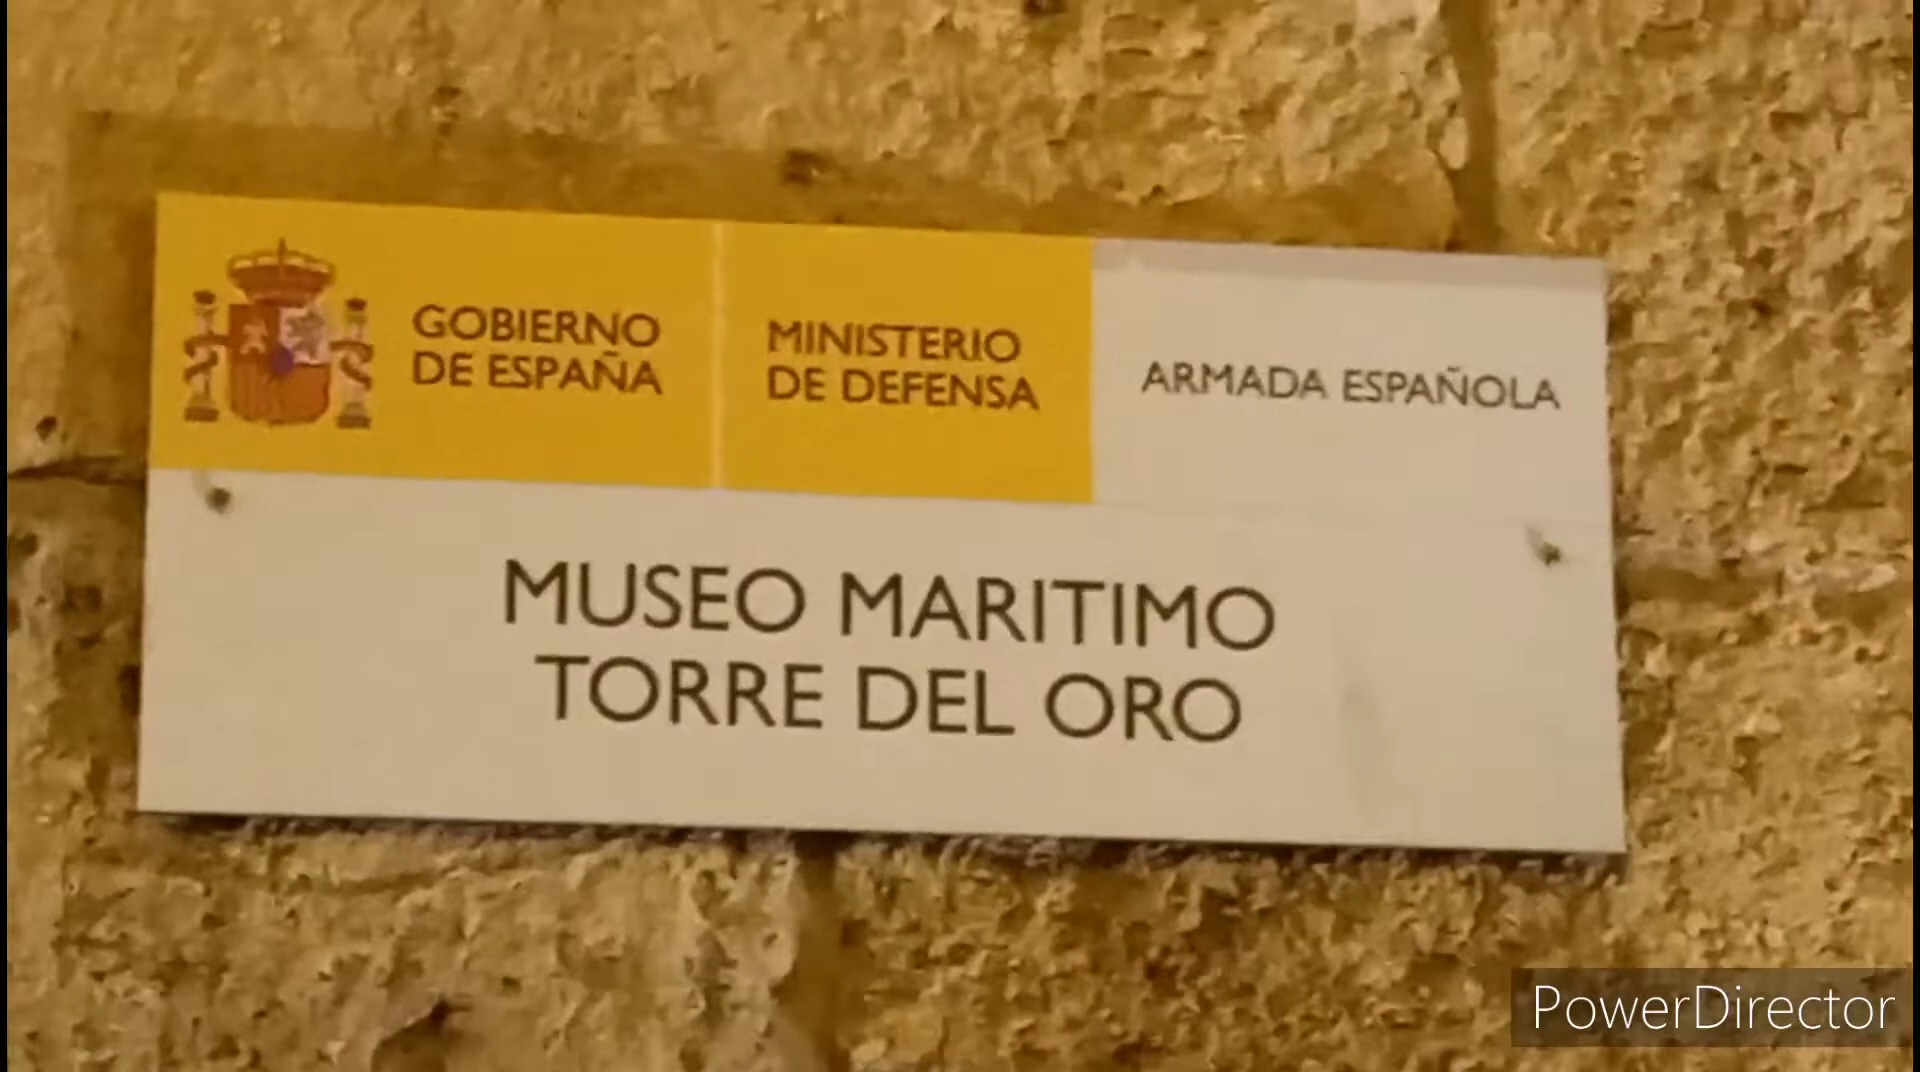 GOBIERNO
DE ESPAÑA
MINISTERIO
DE DEFENSA
ARMADA ESPAÑOLA
MUSEO MARITIMO
TORRE DEL ORO
PowerDirector